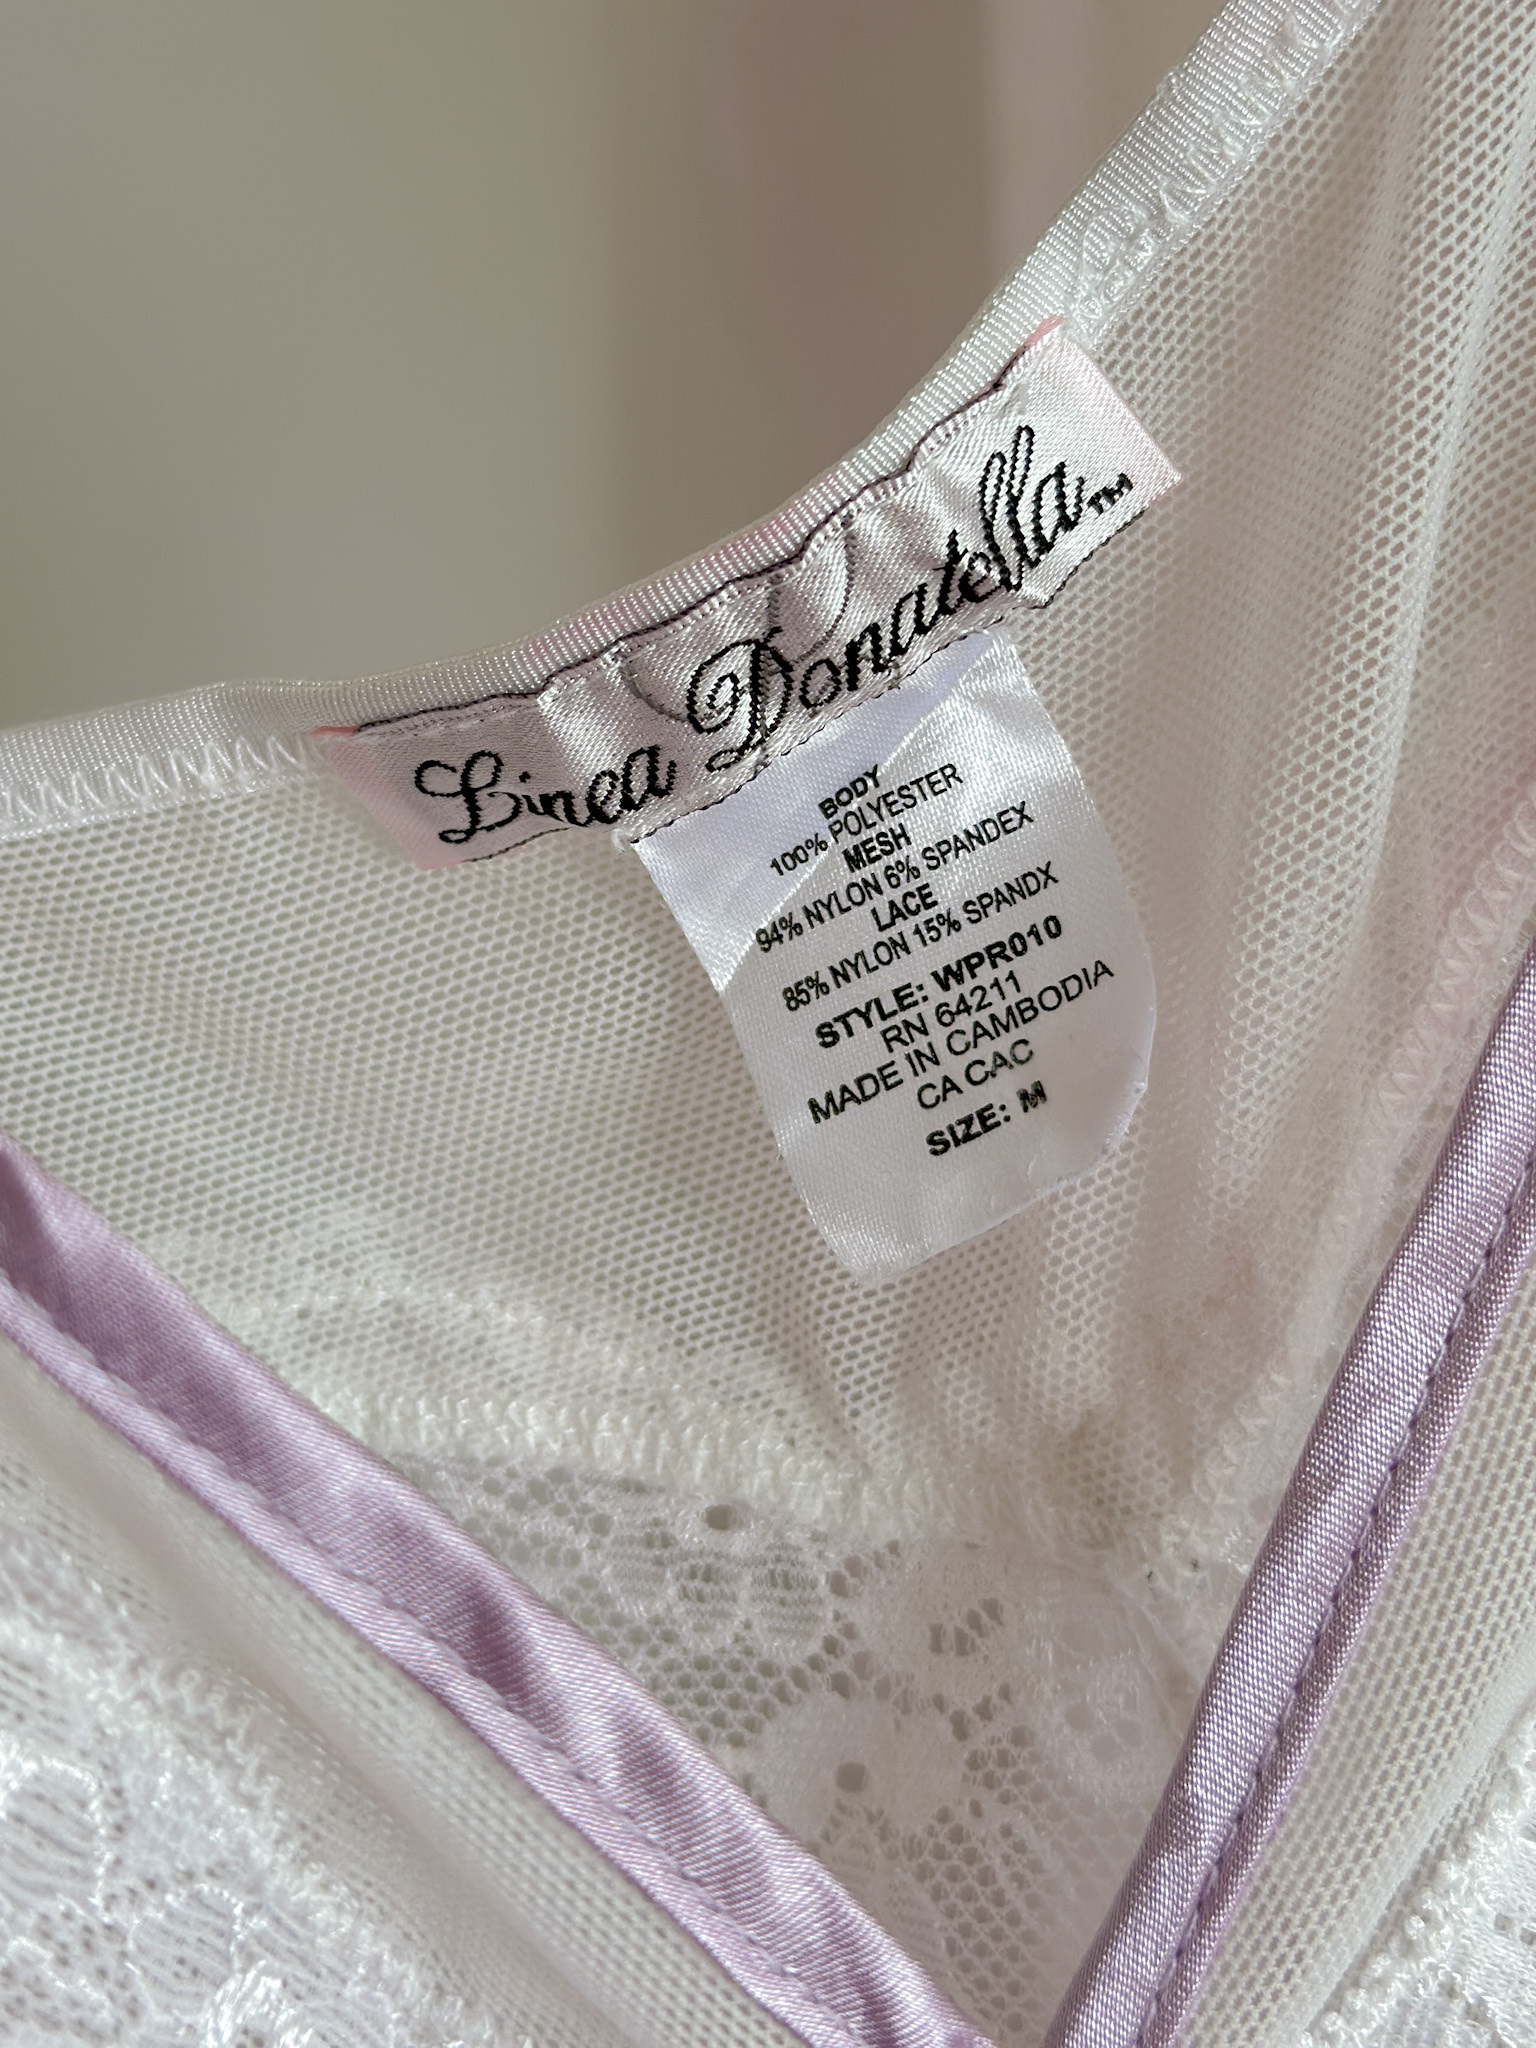 Linea Donatella™
BODY
100% POLYESTER
MESH
94% NYLON 6% SPANDEX
LACE
85% NYLON 15% SPANDX
STYLE: WPR010
RN 64211
MADE IN CAMBODIA
CA CAC
SIZE: M